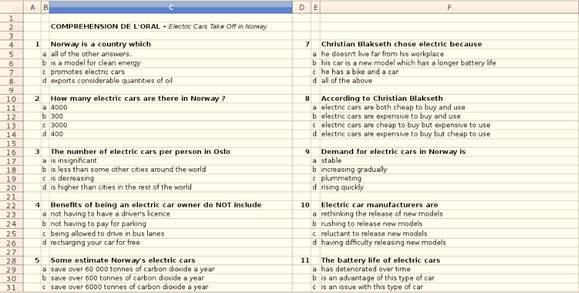 A B C D E F
1
2 COMPREHENSION DE L'ORAL - Electric Cars Take Off in Norway
3
4 1 Norway is a country which 7 Christian Blakseth chose electric because
5 a all of the other answers. a he doesn't live far from his workplace
6 b is a model for clean energy b his car is a new model which has a longer battery life
7 c promotes electric cars c he has a bike and a car
8 d exports considerable quantities of oil d all of the above
9
10 2 How many electric cars are there in Norway ? 8 According to Christian Blakseth
11 a 4000 a electric cars are both cheap to buy and use
12 b 300 b electric cars are expensive to buy and use
13 c 3000 c electric cars are cheap to buy but expensive to use
14 d 400 d electric cars are expensive to buy but cheap to use
15
16 3 The number of electric cars per person in Oslo 9 Demand for electric cars in Norway is
17 a is insignificant a stable
18 b is less than some other cities around the world b increasing gradually
19 c is decreasing c plummeting
20 d is higher than cities in the rest of the world d rising quickly
21
22 4 Benefits of being an electric car owner do NOT include 10 Electric car manufacturers are
23 a not having to have a driver's licence a rethinking the release of new models
24 b not having to pay for parking b rushing to release new models
25 c being allowed to drive in bus lanes c reluctant to release new models
26 d recharging your car for free d having difficulty releasing new models
27
28 5 Some estimate Norway's electric cars 11 The battery life of electric cars
29 a save over 60 000 tonnes of carbon dioxide a year a has deteriorated over time
30 b save over 600 tonnes of carbon dioxide a year b is an advantage of this type of car
31 c save over 6000 tonnes of carbon dioxide a year c is an issue with this type of car